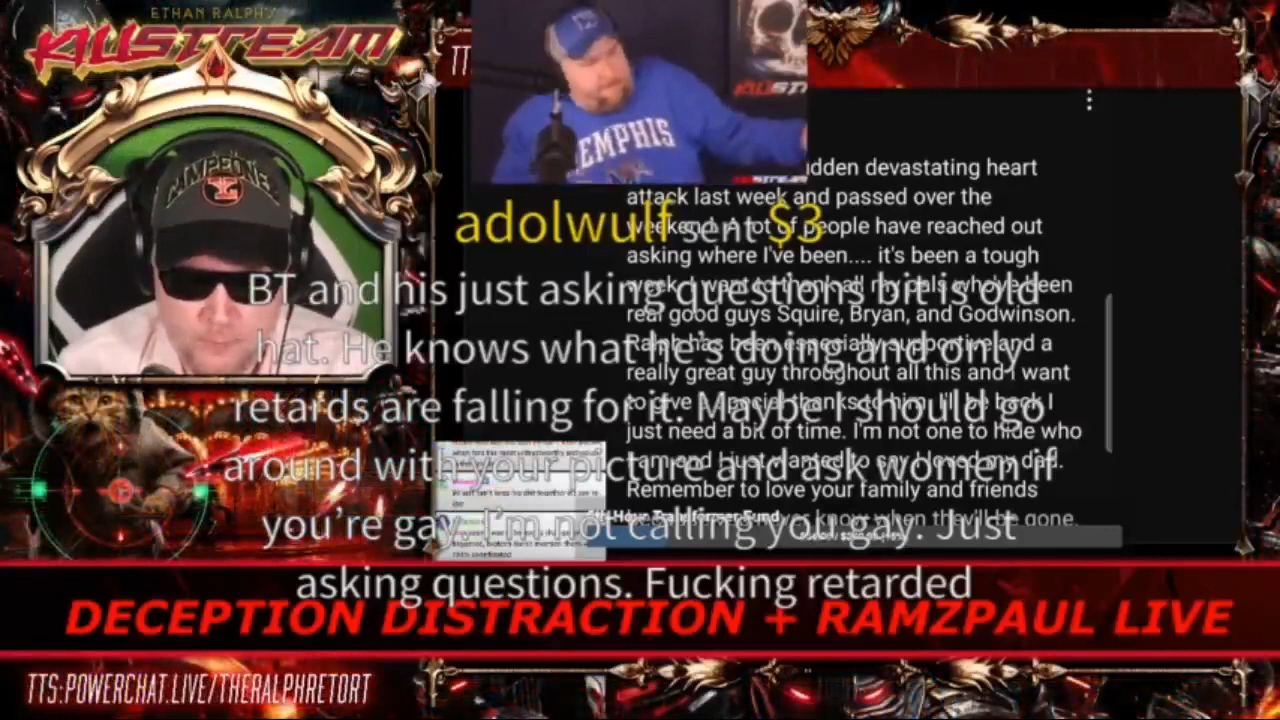 ETHAN RALPH'S
KILLSTREAM
TT
CAMPEONE
MEMPHIS
udden devastating heart
attack last week and passed over the
weekend. A lot of people have reached out
asking where I've been.... it's been a tough
week. I want to thank all my pals who've been
real good guys Squire, Bryan, and Godwinson.
Ralph has been especially supportive and a
really great guy throughout all this and I want
to give a special thanks to him. I'll be back I
just need a bit of time. I'm not one to hide who
I am and I just wanted to say I loved my dad.
Remember to love your family and friends
never know when they'll be gone.
adolwulf sent $3
BT and his just asking questions bit is old
hat. He knows what he's doing and only
retards are falling for it. Maybe I should go
around with your picture and ask women if
you're gay. I'm not calling you gay. Just
asking questions. Fucking retarded
DECEPTION DISTRACTION + RAMZPAUL LIVE
TTS:POWERCHAT.LIVE/THERALPHRETORT